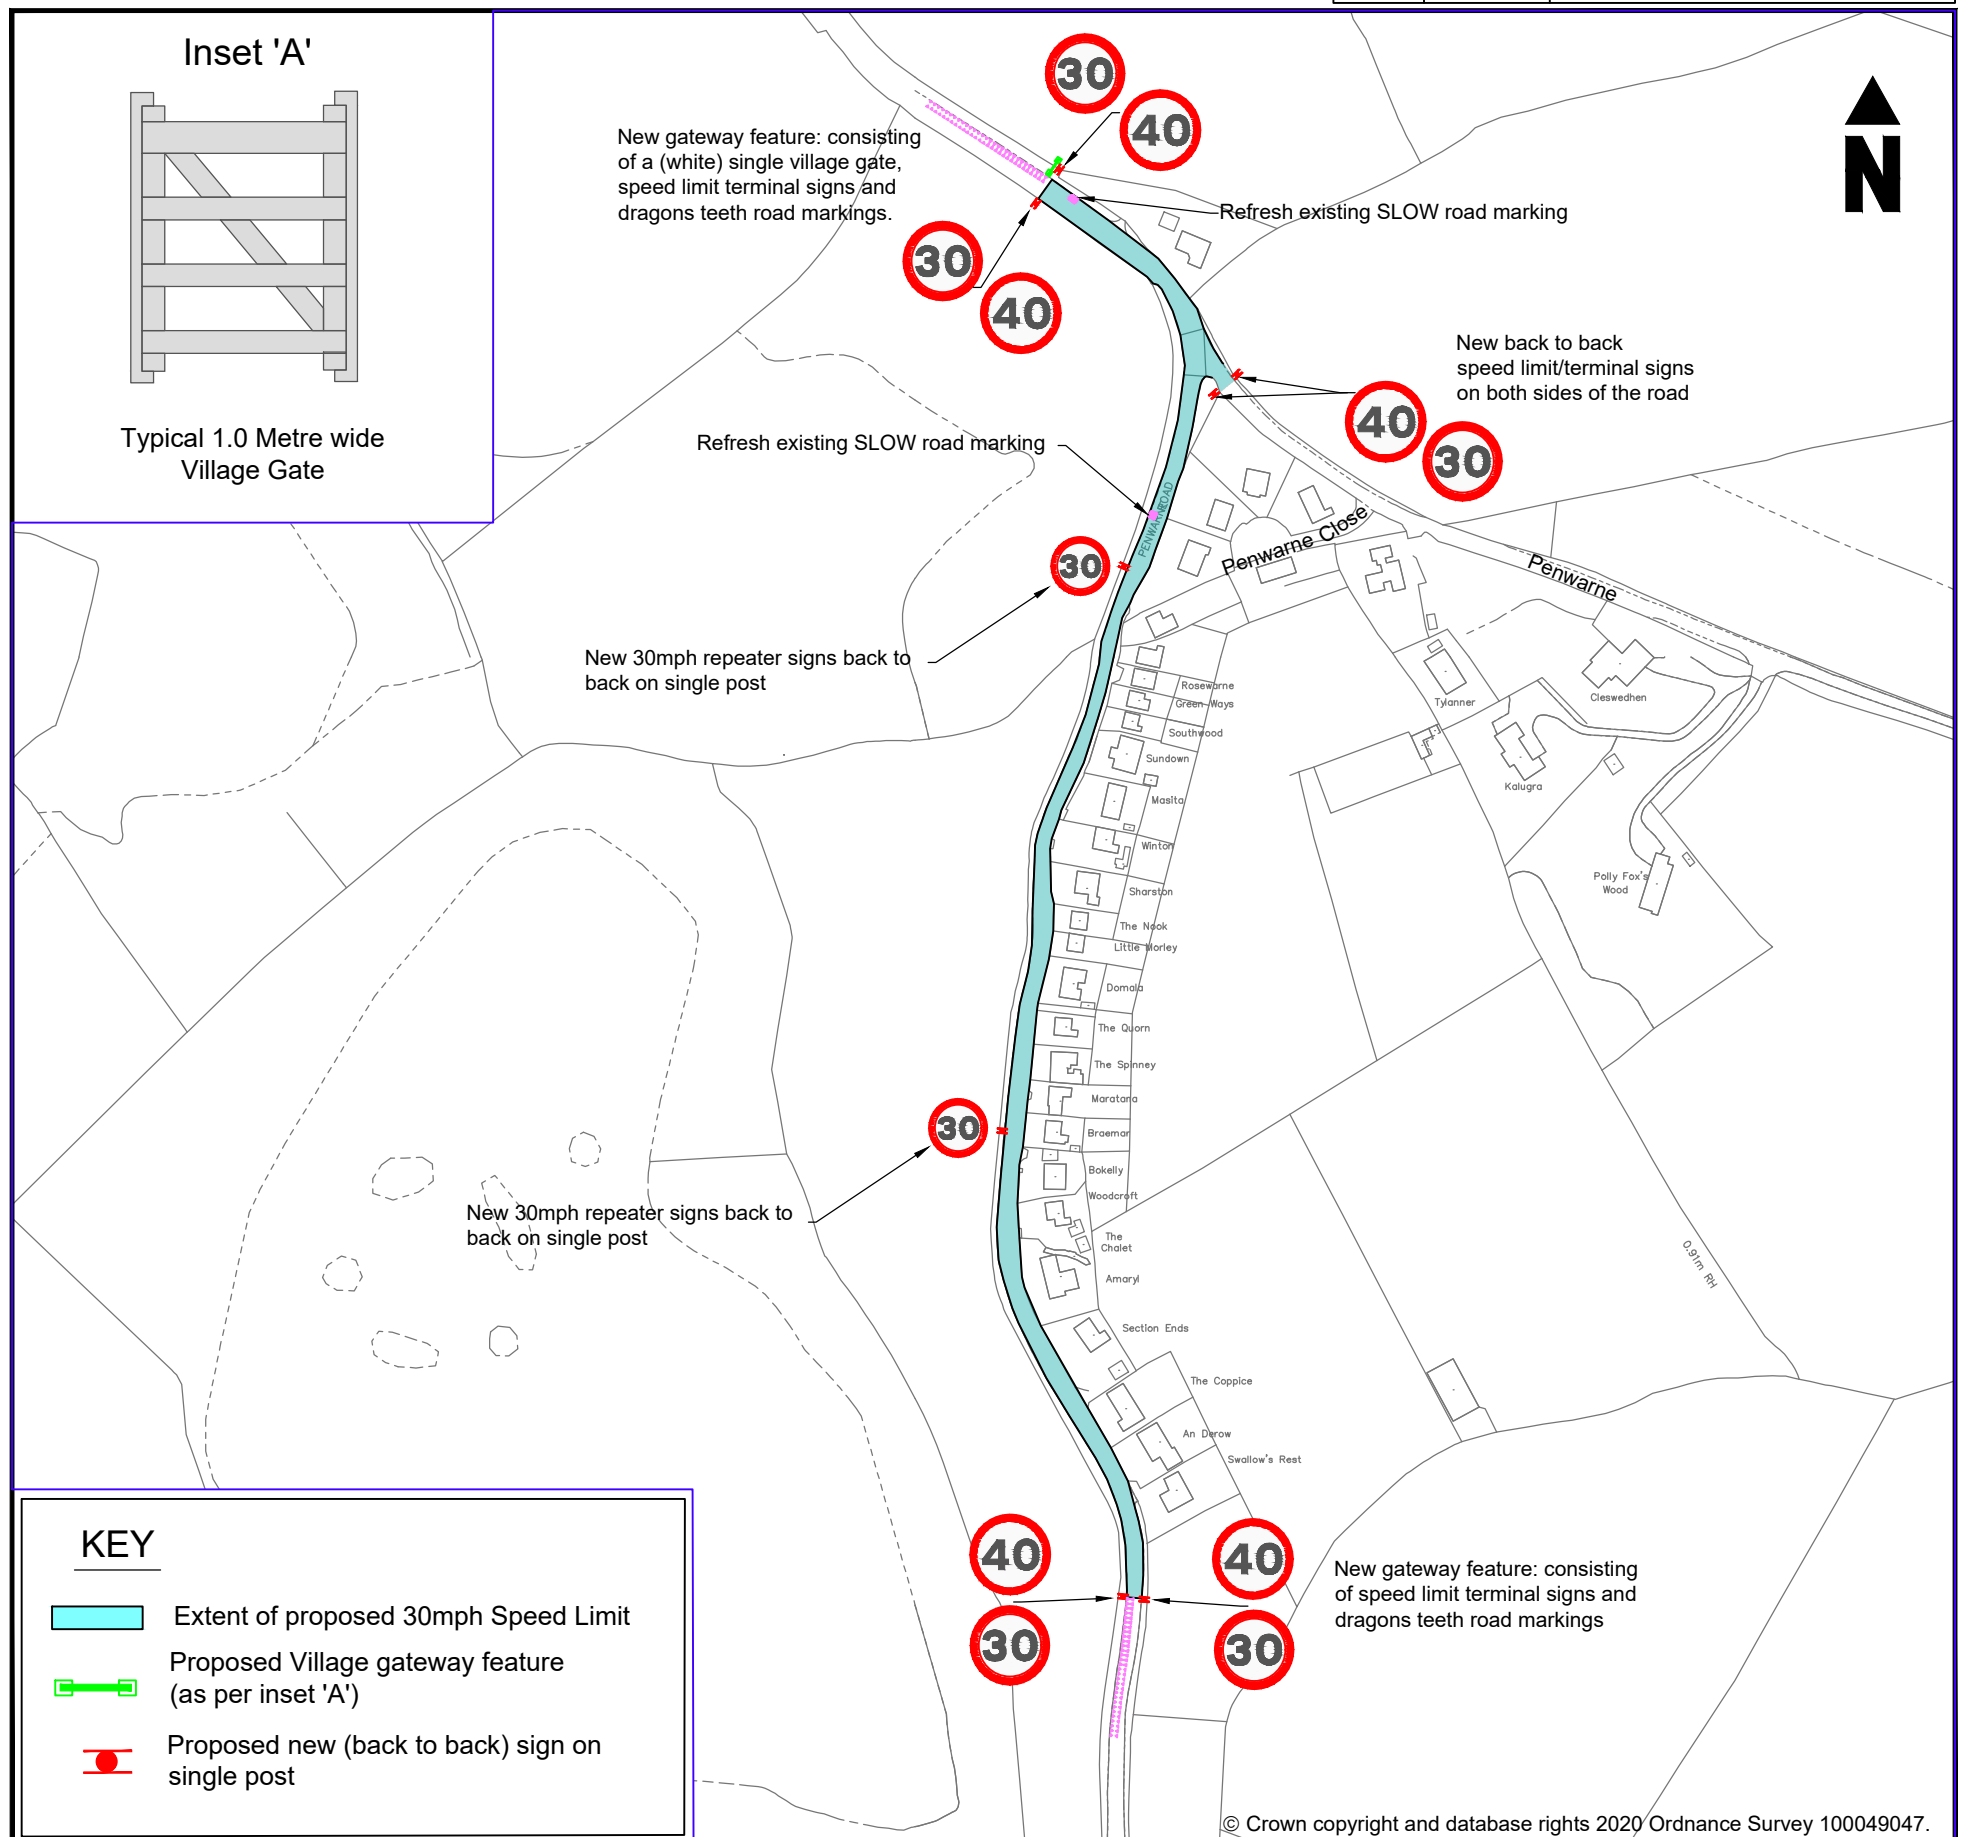 Inset 'A'
Typical 1.0 Metre wide
Village Gate
30
40
New gateway feature: consisting
of a (white) single village gate,
speed limit terminal signs and
dragons teeth road markings.
Refresh existing SLOW road marking
N
30
40
New back to back
speed limit/terminal signs
on both sides of the road
40
30
Refresh existing SLOW road marking
PENWARNE ROAD
30
Penwarne Close
Penwarne
New 30mph repeater signs back to
back on single post
Rosewarne
Green Ways
Southwood
Sundown
Masita
Winton
Sharston
The Nook
Little Morley
Domala
The Quorn
The Spinney
Maratana
Braemar
Bokelly
Woodcroft
The
Chalet
Amaryl
Section Ends
The Coppice
An Derow
Swallow's Rest
Tylanner
Cleswedhen
Kalugra
Polly Fox's
Wood
0.91m RH
30
New 30mph repeater signs back to
back on single post
40
30
40
30
New gateway feature: consisting
of speed limit terminal signs and
dragons teeth road markings
KEY
Extent of proposed 30mph Speed Limit
Proposed Village gateway feature
(as per inset 'A')
Proposed new (back to back) sign on
single post
© Crown copyright and database rights 2020 Ordnance Survey 100049047.